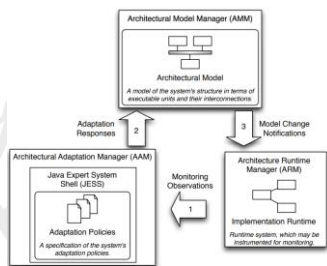 Architectural Model Manager (AMM)
Architectural Model
A model of the system's structure in terms of
executable units and their interconnections.
Adaptation
Responses
2
3
Model Change
Notifications
Architectural Adaptation Manager (AAM)
Java Expert System
Shell (JESS)
Adaptation Policies
A specification of the system's
adaptation policies.
Monitoring
Observations
1
Architecture Runtime
Manager (ARM)
Implementation Runtime
Runtime system, which may be
instrumented for monitoring.